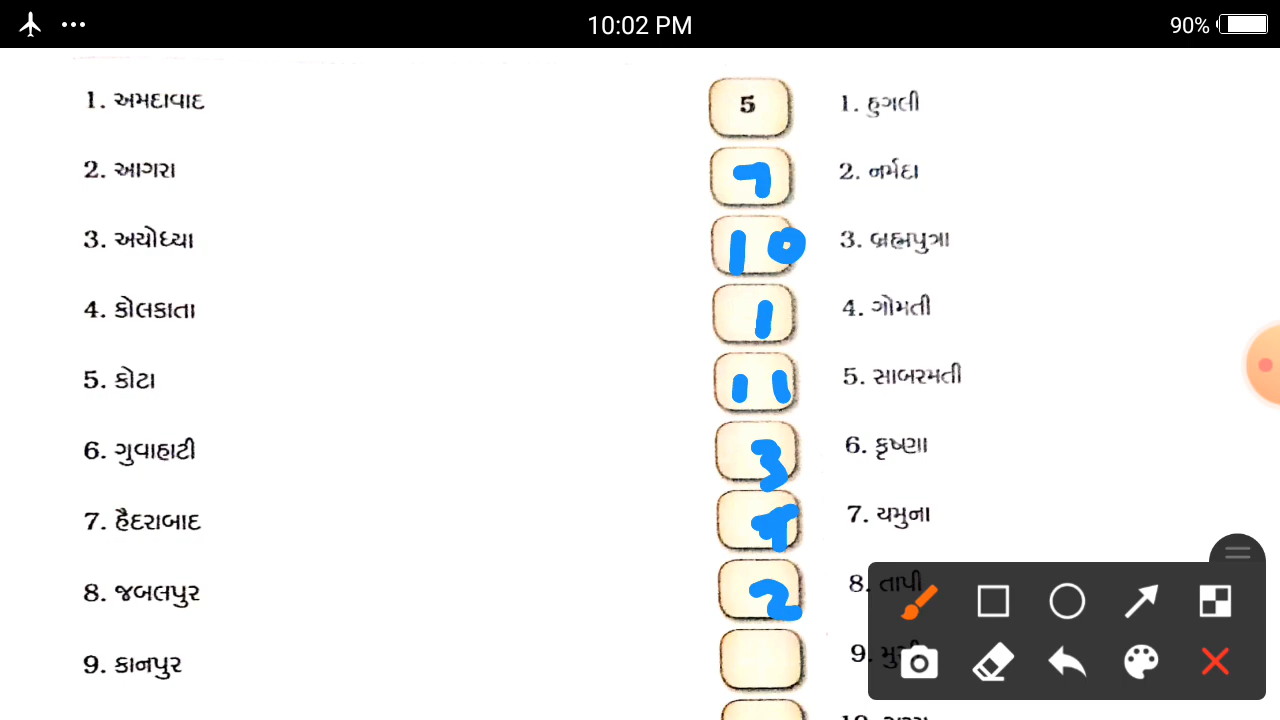 10:02 PM 90%
1. અમદાવાદ 5 1. હુગલી
2. આગરા 7 2. નર્મદા
3. અયોધ્યા 10 3. બ્રહ્મપુત્રા
4. કોલકાતા 1 4. ગોમતી
5. કોટા 11 5. સાબરમતી
6. ગુવાહાટી 3 6. કૃષ્ણા
7. હૈદરાબાદ 7. યમુના
8. જબલપુર 2 8. તાપી
9. કાનપુર 9.